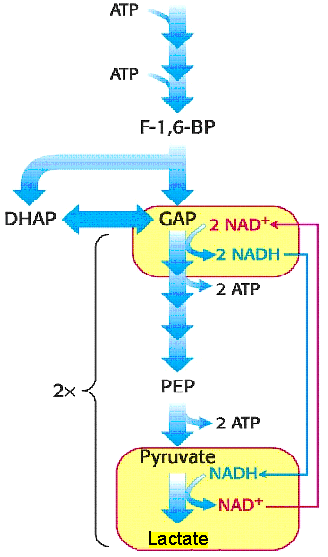 ATP
ATP
F-1,6-BP
DHAP
GAP
2 NAD⁺
2 NADH
2 ATP
2×
PEP
2 ATP
Pyruvate
NADH
NAD⁺
Lactate